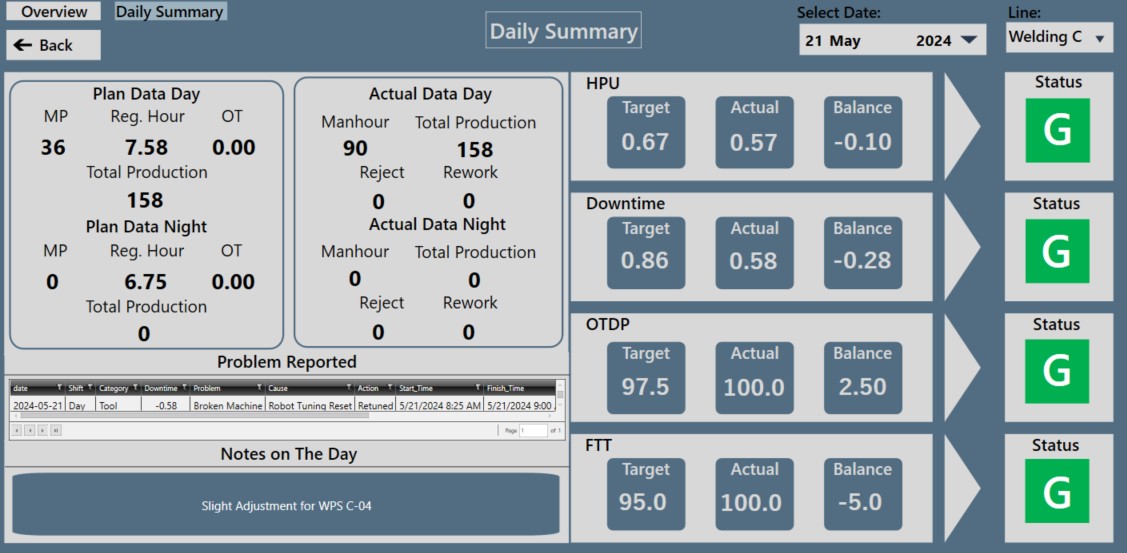 Overview Daily Summary
Back
Daily Summary
Select Date:
21 May 2024
Line:
Welding C
Plan Data Day
MP Reg. Hour OT
36 7.58 0.00
Total Production
158
Plan Data Night
MP Reg. Hour OT
0 6.75 0.00
Total Production
0
Actual Data Day
Manhour Total Production
90 158
Reject Rework
0 0
Actual Data Night
Manhour Total Production
0 0
Reject Rework
0 0
Problem Reported
date Shift Category Downtime Problem Cause Action Start_Time Finish_Time
2024-05-21 Day Tool -0.58 Broken Machine Robot Tuning Reset Retuned 5/21/2024 8:25 AM 5/21/2024 9:00
Page 1 of 1
Notes on The Day
Slight Adjustment for WPS C-04
HPU
Target Actual Balance
0.67 0.57 -0.10
Status
G
Downtime
Target Actual Balance
0.86 0.58 -0.28
Status
G
OTDP
Target Actual Balance
97.5 100.0 2.50
Status
G
FTT
Target Actual Balance
95.0 100.0 -5.0
Status
G